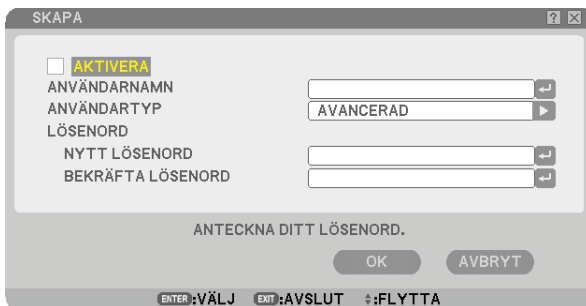 SKAPA
AKTIVERA
ANVÄNDARNAMN
ANVÄNDARTYP AVANCERAD
LÖSENORD
NYTT LÖSENORD
BEKRÄFTA LÖSENORD
ANTECKNA DITT LÖSENORD.
OK AVBRYT
ENTER:VÄLJ EXIT:AVSLUT :FLYTTA